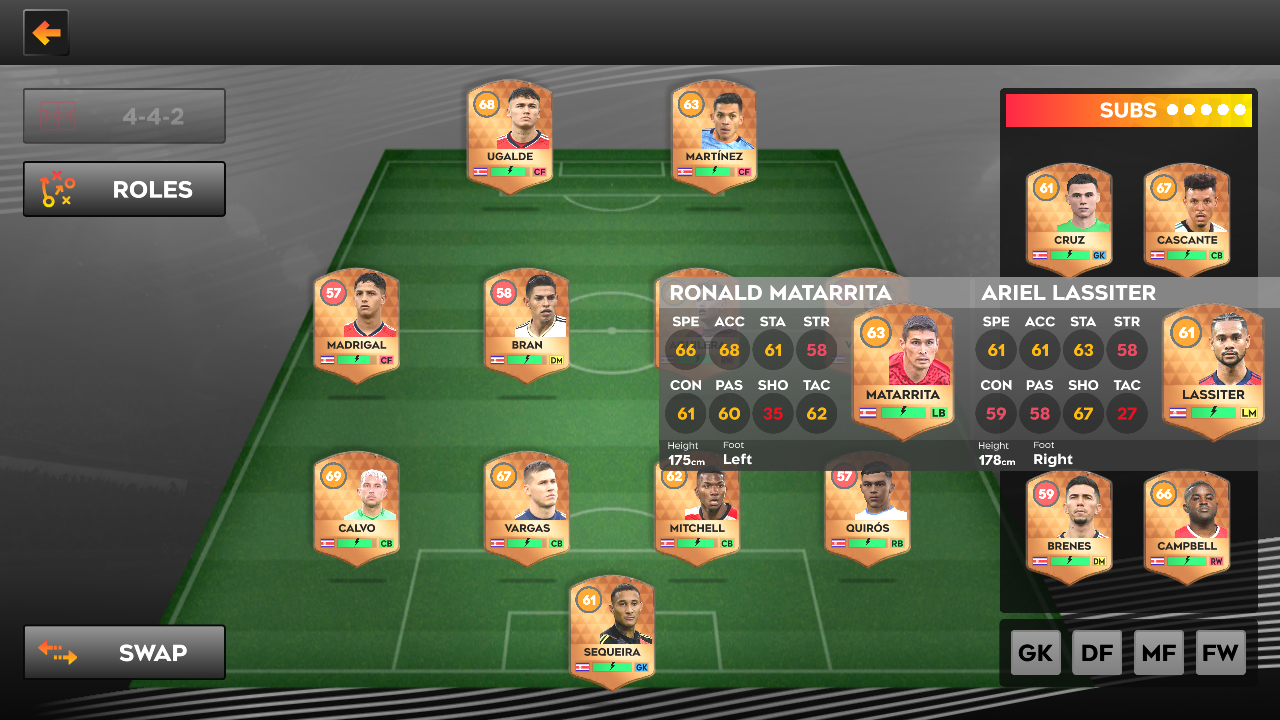 4-4-2
ROLES
68
UGALDE
CF
63
MARTÍNEZ
CF
SUBS
61
CRUZ
GK
67
CASCANTE
CB
57
MADRIGAL
CF
58
BRAN
DM
RONALD MATARRITA
SPE ACC STA STR
66 68 61 58
CON PAS SHO TAC
61 60 35 62
Height Foot
175cm Left
63
MATARRITA
LB
ARIEL LASSITER
SPE ACC STA STR
61 61 63 58
CON PAS SHO TAC
59 58 67 27
Height Foot
178cm Right
61
LASSITER
LM
69
CALVO
CB
67
VARGAS
CB
62
MITCHELL
CB
57
QUIRÓS
RB
59
BRENES
DM
66
CAMPBELL
RW
61
SEQUEIRA
GK
SWAP
GK DF MF FW